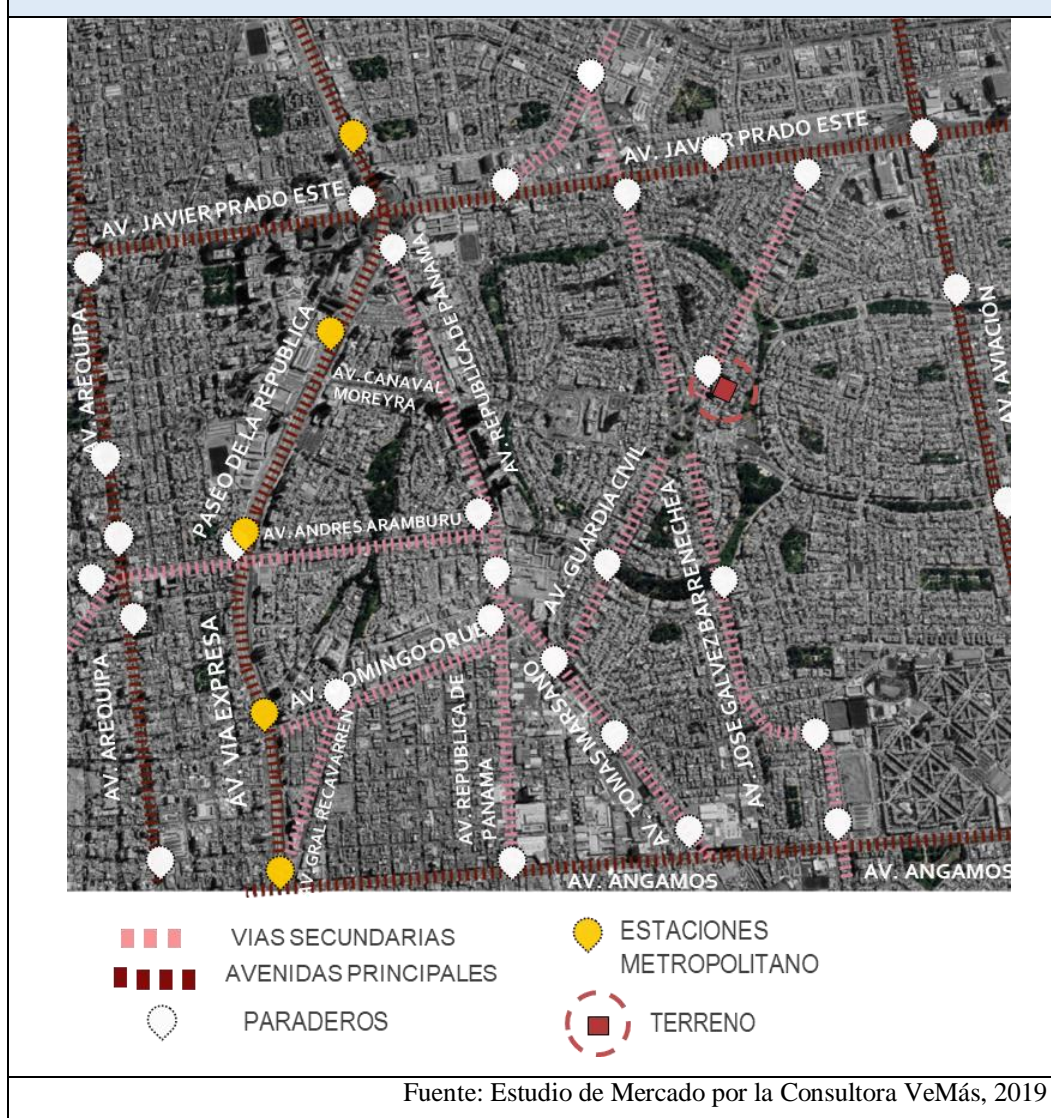 AV. JAVIER PRADO ESTE
AV. JAVIER PRADO ESTE
AV. AREQUIPA
PASEO DE LA REPUBLICA
AV. CANAVAL
MOREYRA
AV. REPUBLICA DE PANAMA
AV. AVIACIÓN
AV. ANDRES ARAMBURU
AV. GUARDIA CIVIL
AV. JOSE GALVEZ BARRENECHEA
AV. DOMINGO ORUE
AV. AREQUIPA
AV. VIA EXPRESA
AV. GRAL RECAVARREN
AV. REPUBLICA DE
PANAMA
AV. TOMAS MARSANO
AV. ANGAMOS
AV. ANGAMOS
VIAS SECUNDARIAS
AVENIDAS PRINCIPALES
PARADEROS
ESTACIONES
METROPOLITANO
TERRENO
Fuente: Estudio de Mercado por la Consultora VeMás, 2019